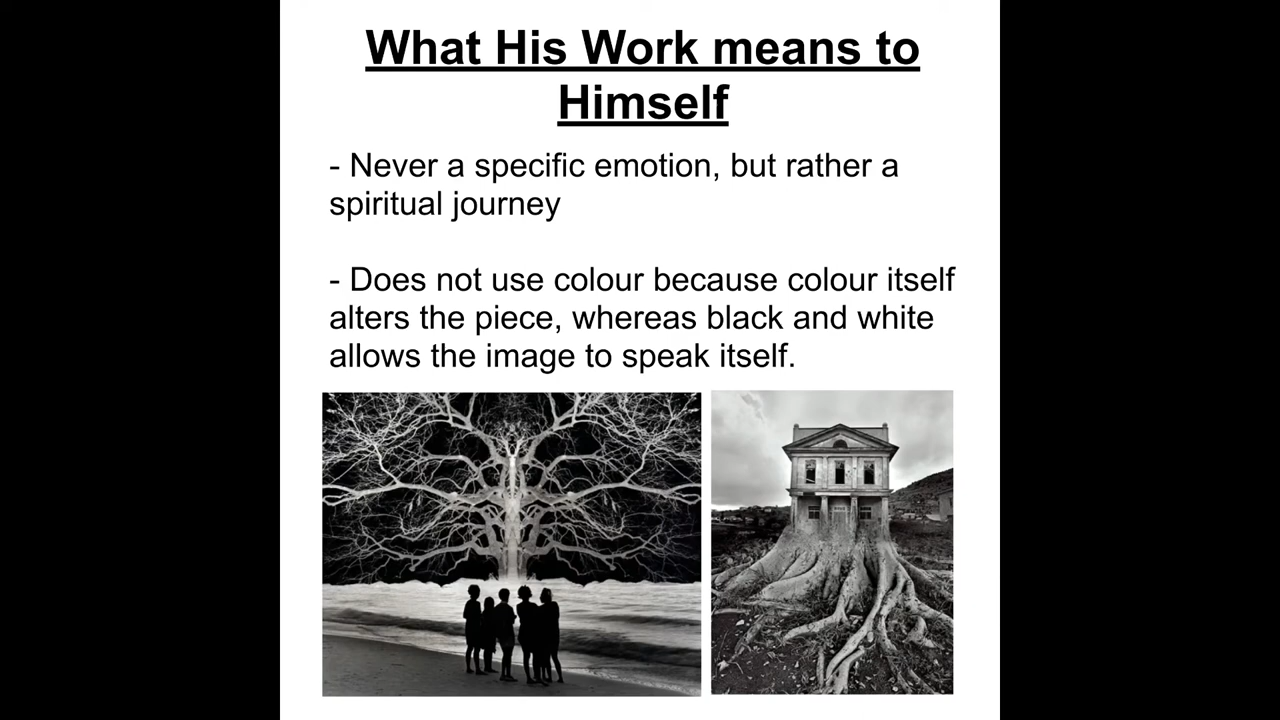 What His Work means to
Himself
- Never a specific emotion, but rather a
spiritual journey
- Does not use colour because colour itself
alters the piece, whereas black and white
allows the image to speak itself.